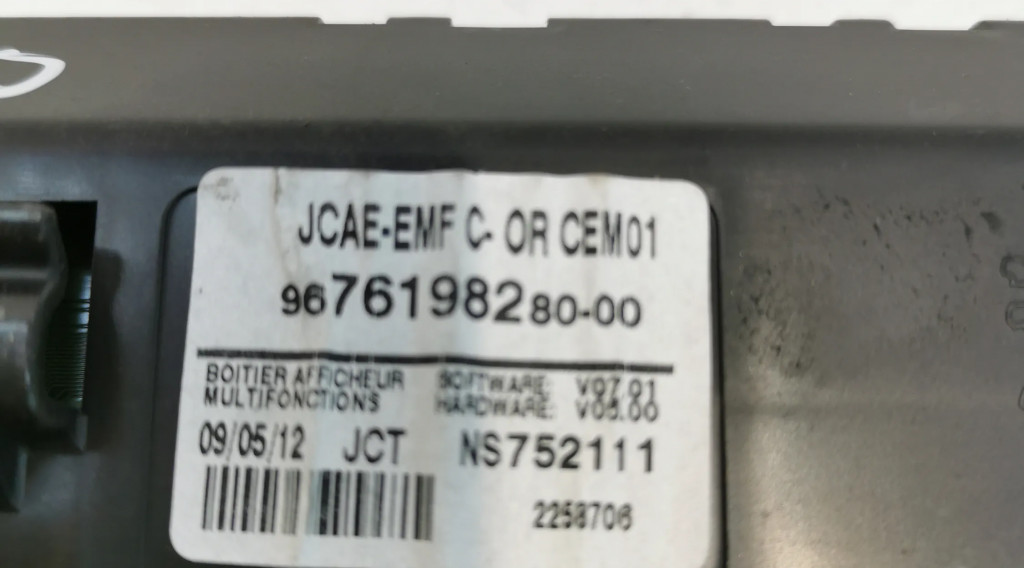 JCAE-EMF C- OR CEM01
9676198280-00
BOITIER AFFICHEUR SOFTWARE: V07.01
MULTIFONCTIONS HARDWARE: V05.00
09/05/12 JCT NS752111
2258706